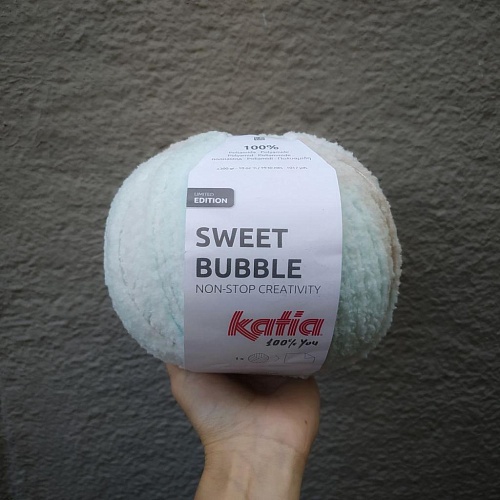 100%
LIMITED
EDITION
SWEET
BUBBLE
NON-STOP CREATIVITY
katia
100% You